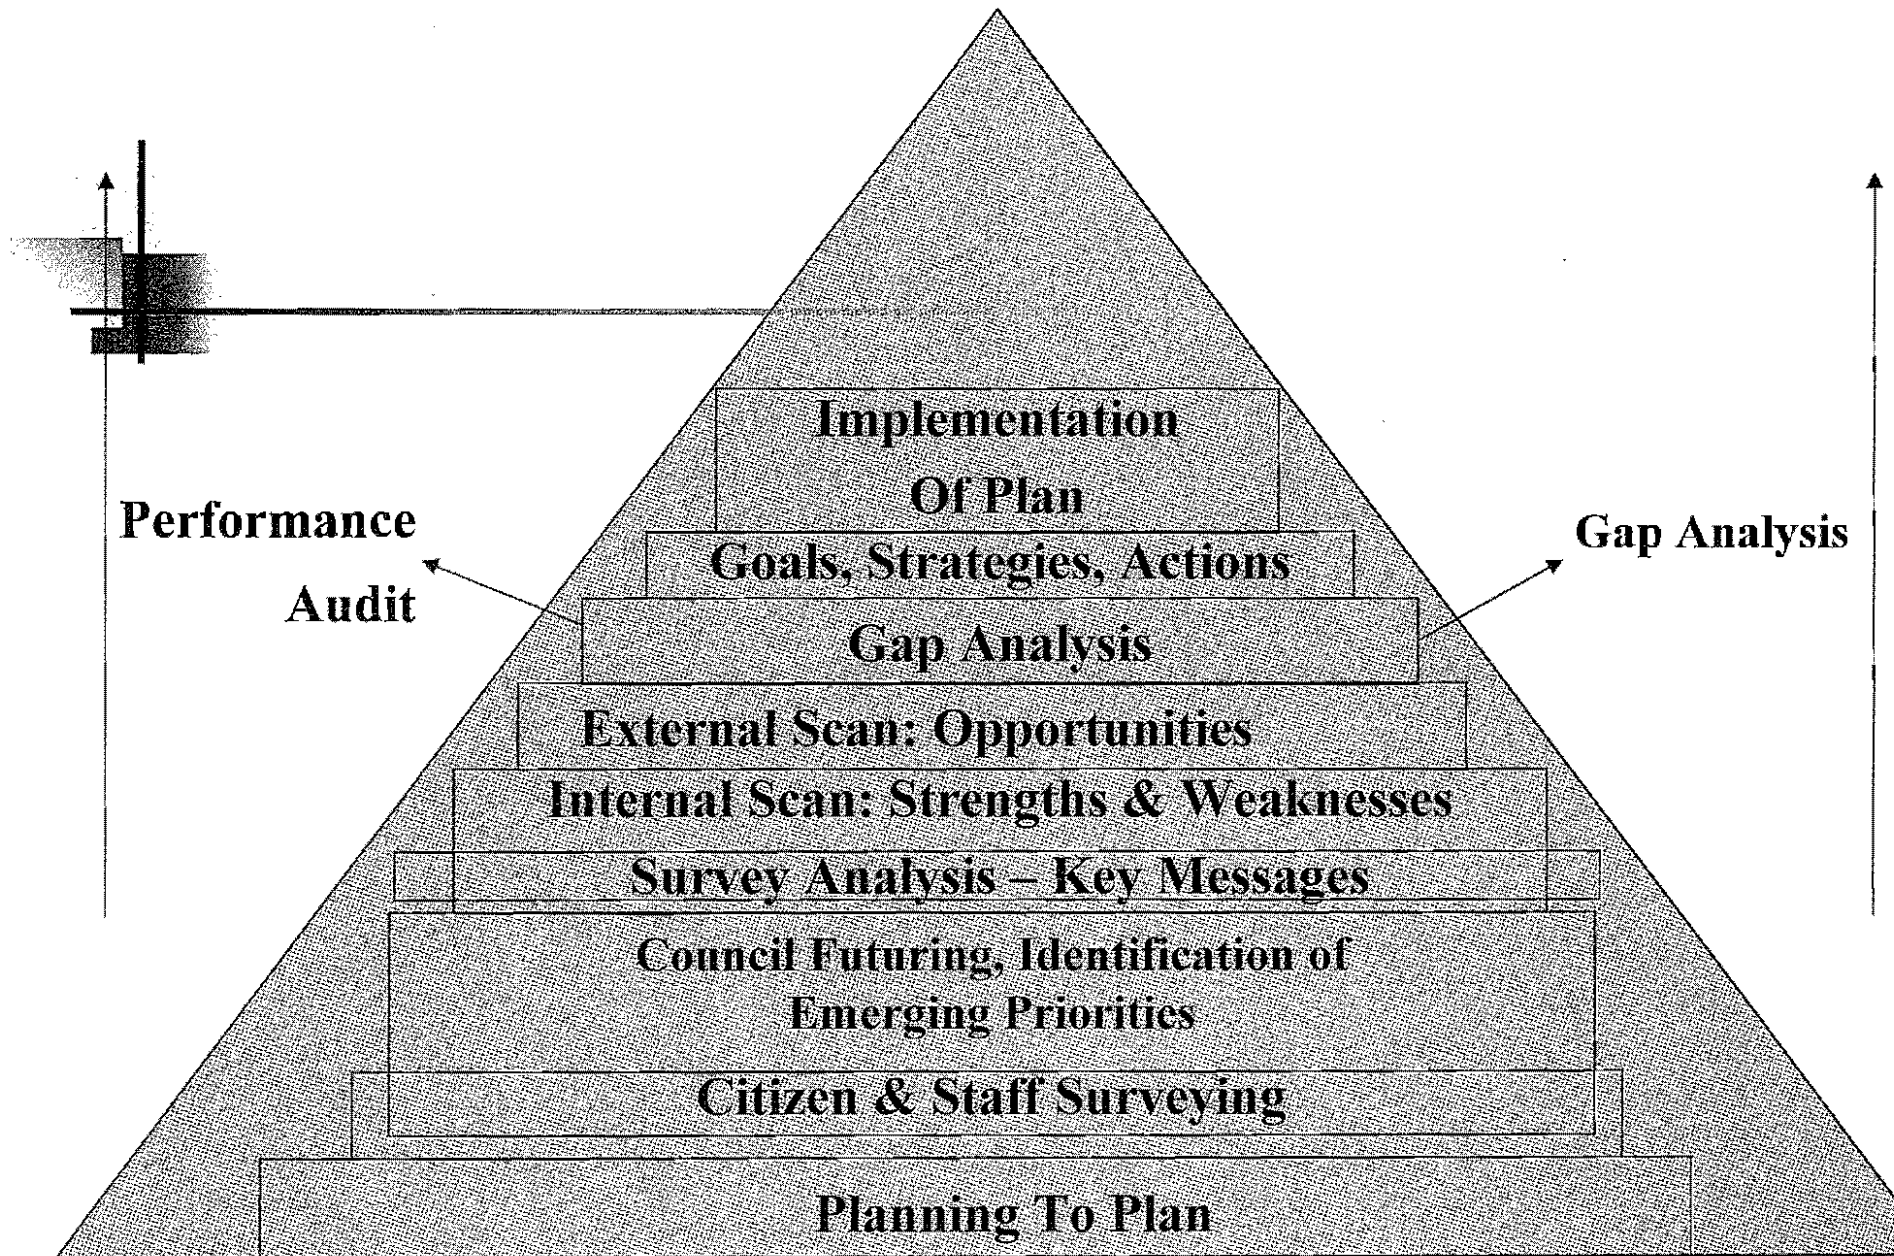 Implementation
Of Plan
Performance
Audit
Goals, Strategies, Actions
Gap Analysis
Gap Analysis
External Scan: Opportunities
Internal Scan: Strengths & Weaknesses
Survey Analysis – Key Messages
Council Futuring, Identification of
Emerging Priorities
Citizen & Staff Surveying
Planning To Plan